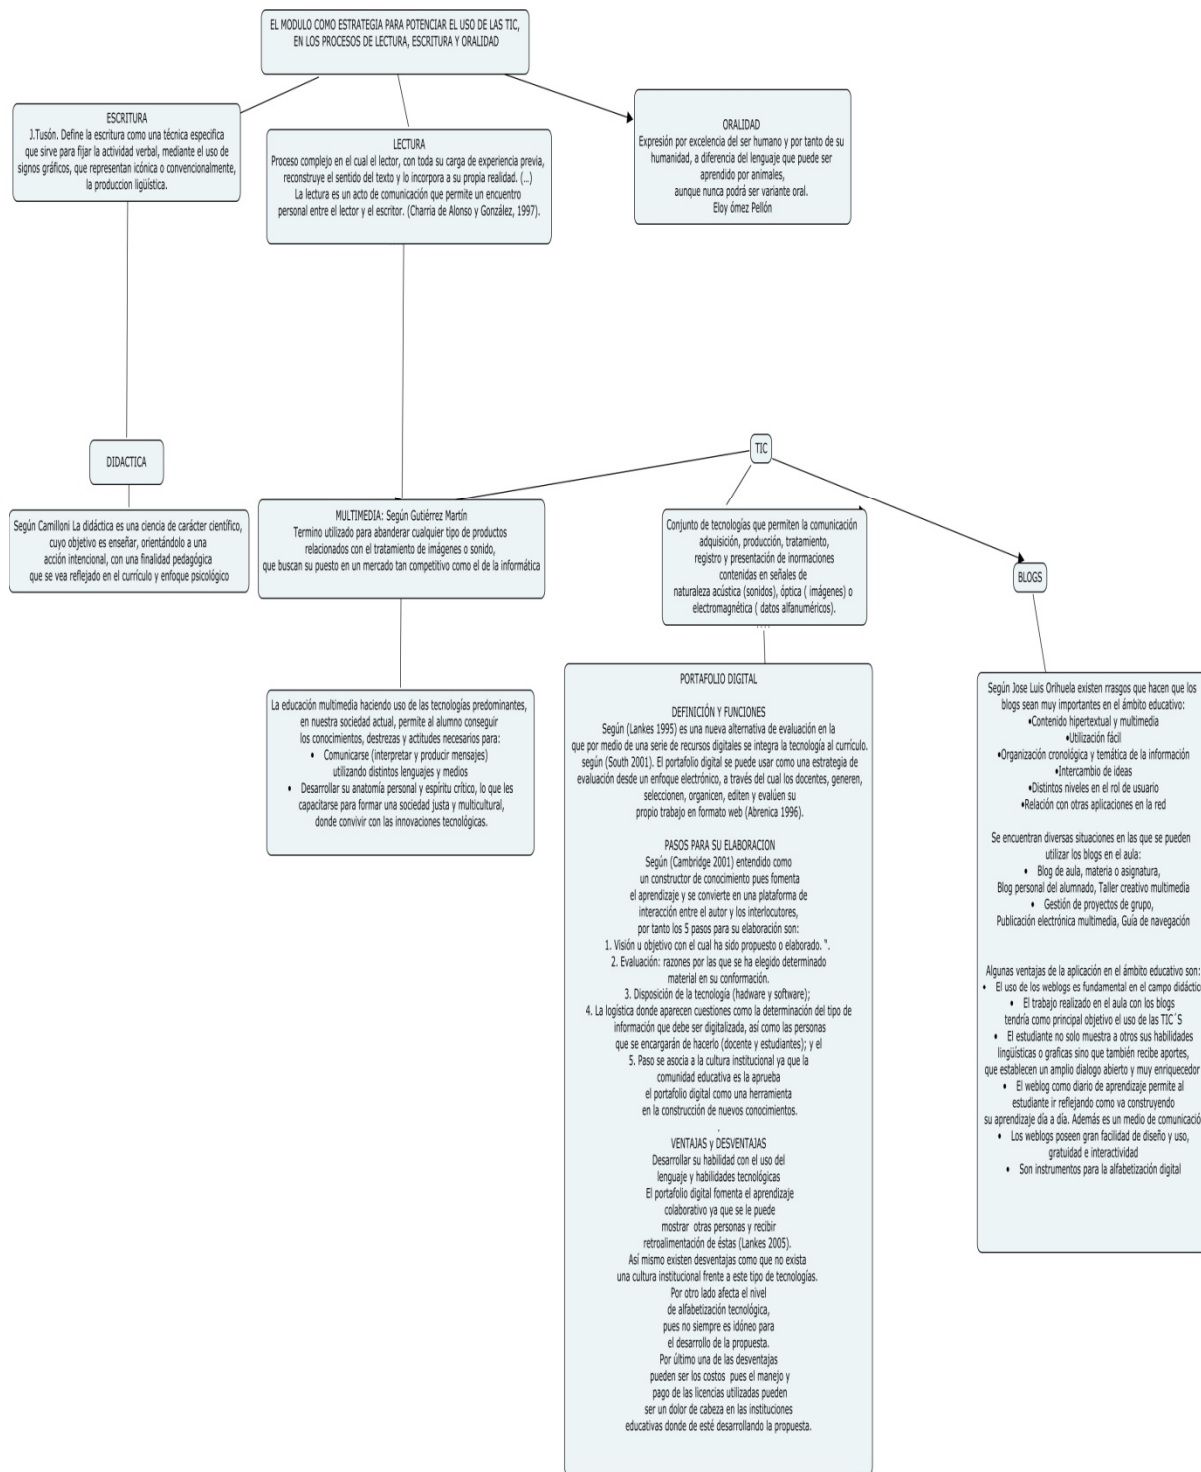 EL MODULO COMO ESTRATEGIA PARA POTENCIAR EL USO DE LAS TIC,
EN LOS PROCESOS DE LECTURA, ESCRITURA Y ORALIDAD
ESCRITURA
J.Tusón. Define la escritura como una técnica especifica
que sirve para fijar la actividad verbal, mediante el uso de
signos gráficos, que representan icónica o convencionalmente,
la produccion ligüística.
LECTURA
Proceso complejo en el cual el lector, con toda su carga de experiencia previa,
reconstruye el sentido del texto y lo incorpora a su propia realidad. (...)
La lectura es un acto de comunicación que permite un encuentro
personal entre el lector y el escritor. (Charria de Alonso y González, 1997).
ORALIDAD
Expresión por excelencia del ser humano y por tanto de su
humanidad, a diferencia del lenguaje que puede ser
aprendido por animales,
aunque nunca podrá ser variante oral.
Eloy ómez Pellón
DIDACTICA
Según Camilloni La didáctica es una ciencia de carácter científico,
cuyo objetivo es enseñar, orientándolo a una
acción intencional, con una finalidad pedagógica
que se vea reflejado en el currículo y enfoque psicológico
TIC
MULTIMEDIA: Según Gutiérrez Martín
Termino utilizado para abanderar cualquier tipo de productos
relacionados con el tratamiento de imágenes o sonido,
que buscan su puesto en un mercado tan competitivo como el de la informática
Conjunto de tecnologías que permiten la comunicación
adquisición, producción, tratamiento,
registro y presentación de inormaciones
contenidas en señales de
naturaleza acústica (sonidos), óptica ( imágenes) o
electromagnética ( datos alfanuméricos).
BLOGS
La educación multimedia haciendo uso de las tecnologías predominantes,
en nuestra sociedad actual, permite al alumno conseguir
los conocimientos, destrezas y actitudes necesarios para:
• Comunicarse (interpretar y producir mensajes)
utilizando distintos lenguajes y medios
• Desarrollar su anatomía personal y espíritu crítico, lo que les
capacitarse para formar una sociedad justa y multicultural,
donde convivir con las innovaciones tecnológicas.
PORTAFOLIO DIGITAL
DEFINICIÓN Y FUNCIONES
Según (Lankes 1995) es una nueva alternativa de evaluación en la
que por medio de una serie de recursos digitales se integra la tecnología al currículo.
según (South 2001). El portafolio digital se puede usar como una estrategia de
evaluación desde un enfoque electrónico, a través del cual los docentes, generen,
seleccionen, organicen, editen y evalúen su
propio trabajo en formato web (Abrenica 1996).
PASOS PARA SU ELABORACION
Según (Cambridge 2001) entendido como
un constructor de conocimiento pues fomenta
el aprendizaje y se convierte en una plataforma de
interacción entre el autor y los interlocutores,
por tanto los 5 pasos para su elaboración son:
1. Visión u objetivo con el cual ha sido propuesto o elaborado. ".
2. Evaluación: razones por las que se ha elegido determinado
material en su conformación.
3. Disposición de la tecnología (hadware y software);
4. La logística donde aparecen cuestiones como la determinación del tipo de
información que debe ser digitalizada, así como las personas
que se encargarán de hacerlo (docente y estudiantes); y el
5. Paso se asocia a la cultura institucional ya que la
comunidad educativa es la aprueba
el portafolio digital como una herramienta
en la construcción de nuevos conocimientos.
.
VENTAJAS y DESVENTAJAS
Desarrollar su habilidad con el uso del
lenguaje y habilidades tecnológicas
El portafolio digital fomenta el aprendizaje
colaborativo ya que se le puede
mostrar otras personas y recibir
retroalimentación de éstas (Lankes 2005).
Así mismo existen desventajas como que no exista
una cultura institucional frente a este tipo de tecnologías.
Por otro lado afecta el nivel
de alfabetización tecnológica,
pues no siempre es idóneo para
el desarrollo de la propuesta.
Por último una de las desventajas
pueden ser los costos pues el manejo y
pago de las licencias utilizadas pueden
ser un dolor de cabeza en las instituciones
educativas donde de esté desarrollando la propuesta.
Según Jose Luis Orihuela existen rrasgos que hacen que los
blogs sean muy importantes en el ámbito educativo:
•Contenido hipertextual y multimedia
•Utilización fácil
•Organización cronológica y temática de la información
•Intercambio de ideas
•Distintos niveles en el rol de usuario
•Relación con otras aplicaciones en la red
Se encuentran diversas situaciones en las que se pueden
utilizar los blogs en el aula:
• Blog de aula, materia o asignatura,
Blog personal del alumnado, Taller creativo multimedia
• Gestión de proyectos de grupo,
Publicación electrónica multimedia, Guía de navegación
Algunas ventajas de la aplicación en el ámbito educativo son:
• El uso de los weblogs es fundamental en el campo didáctic
• El trabajo realizado en el aula con los blogs
tendría como principal objetivo el uso de las TIC´S
• El estudiante no solo muestra a otros sus habilidades
lingüísticas o graficas sino que también recibe aportes,
que establecen un amplio dialogo abierto y muy enriquecedor
• El weblog como diario de aprendizaje permite al
estudiante ir reflejando como va construyendo
su aprendizaje día a día. Además es un medio de comunicació
• Los weblogs poseen gran facilidad de diseño y uso,
gratuidad e interactividad
• Son instrumentos para la alfabetización digital